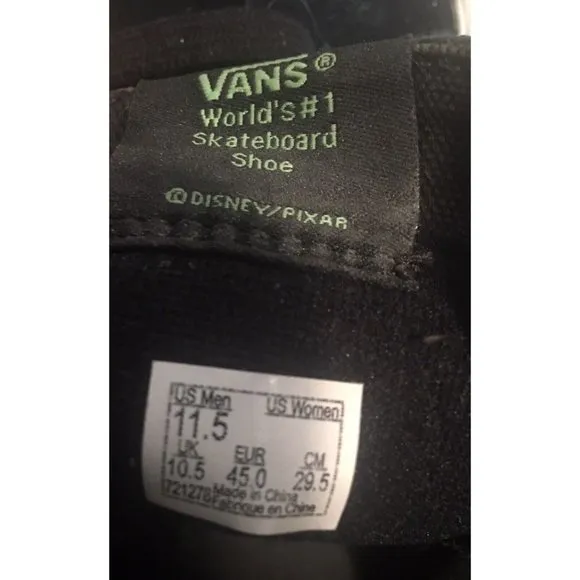 VANS®
World's #1
Skateboard
Shoe
©DISNEY/PIXAR
US Men US Women
11.5
UK EUR CM
10.5 45.0 29.5
721278 Made in China
Fabriqué en Chine